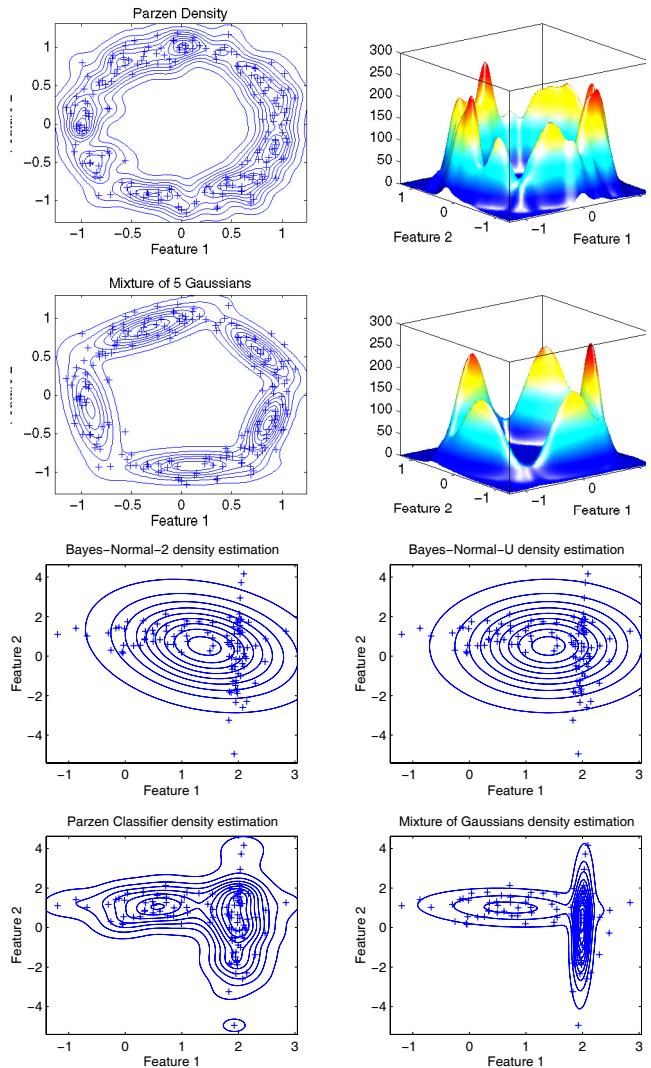 Parzen Density
1
0.5
0
−0.5
−1
−1 −0.5 0 0.5 1
Feature 1
300
250
200
150
100
50
0
1
0
−1
Feature 2
−1
0
1
Feature 1
Mixture of 5 Gaussians
1
0.5
0
−0.5
−1
−1 −0.5 0 0.5 1
Feature 1
300
250
200
150
100
50
0
1
0
−1
Feature 2
−1
0
1
Feature 1
Bayes−Normal−2 density estimation
4
2
0
−2
−4
Feature 2
−1 0 1 2 3
Feature 1
Bayes−Normal−U density estimation
4
2
0
−2
−4
Feature 2
−1 0 1 2 3
Feature 1
Parzen Classifier density estimation
4
2
0
−2
−4
Feature 2
−1 0 1 2 3
Feature 1
Mixture of Gaussians density estimation
4
2
0
−2
−4
Feature 2
−1 0 1 2 3
Feature 1